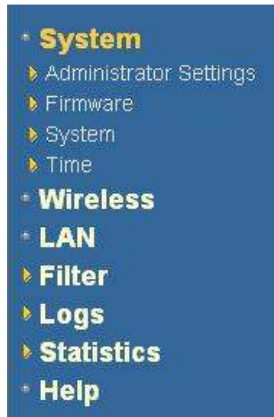 System
Administrator Settings
Firmware
System
Time
Wireless
LAN
Filter
Logs
Statistics
Help